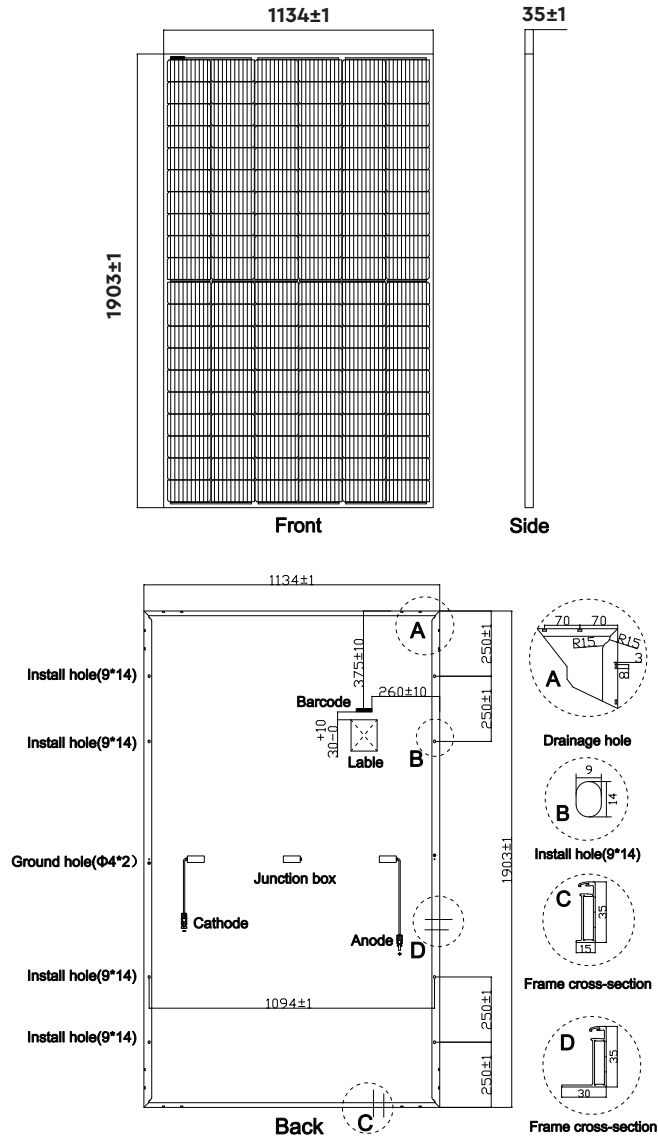 1134±1
35±1
1903±1
Front
Side
1134±1
A
375±10
250±1
Install hole(9*14)
260±10
Barcode
250±1
Install hole(9*14)
+10
30-0
Lable
B
70 70
R15
R15
3
8
A
Drainage hole
9
14
B
Install hole(9*14)
Ground hole(Φ4*2)
Junction box
1903±1
Cathode
Anode
D
C
35
15
Frame cross-section
Install hole(9*14)
1094±1
250±1
Install hole(9*14)
250±1
D
35
30
Frame cross-section
C
Back